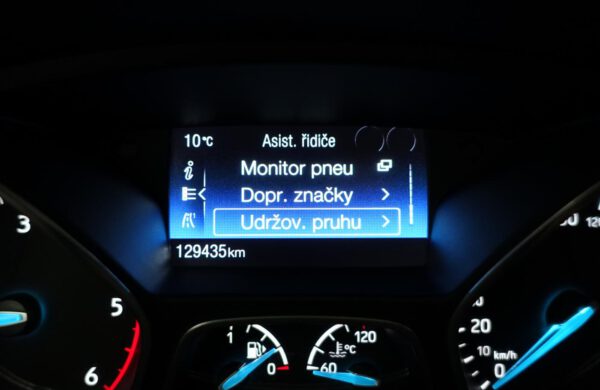 10°C Asist. řidiče
Monitor pneu
Dopr. značky
Udržov. pruhu
129435km
3
5
6
1
0
°C
120
60
20
10 km/h
0